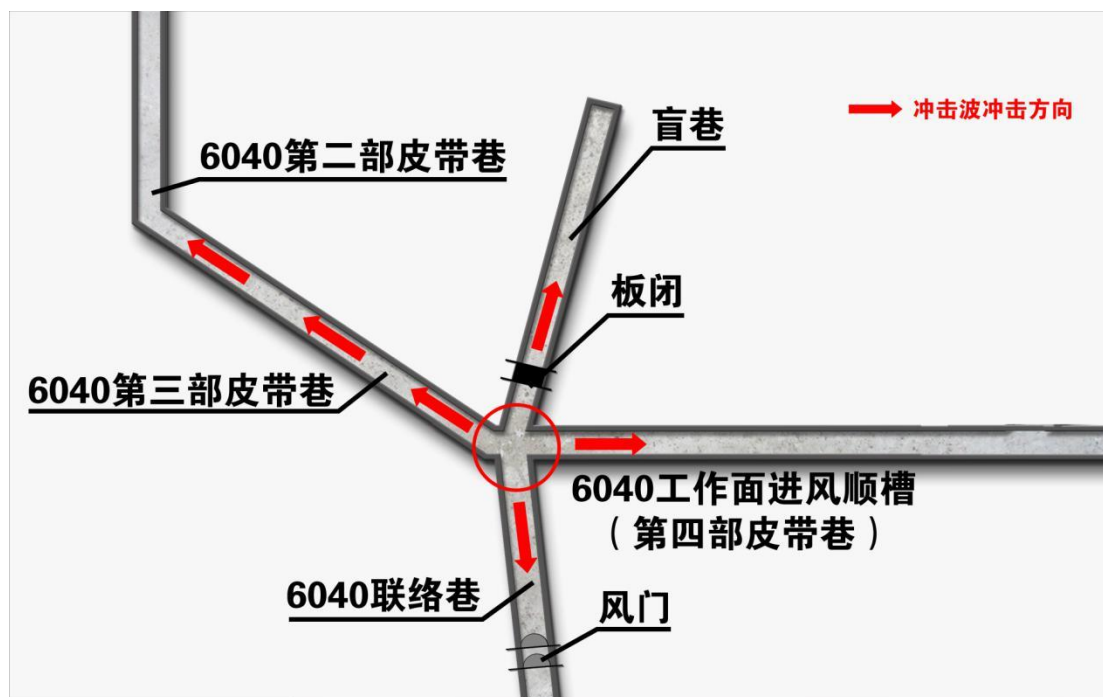 盲巷
冲击波冲击方向
6040第二部皮带巷
板闭
6040第三部皮带巷
6040工作面进风顺槽
（第四部皮带巷）
6040联络巷
风门